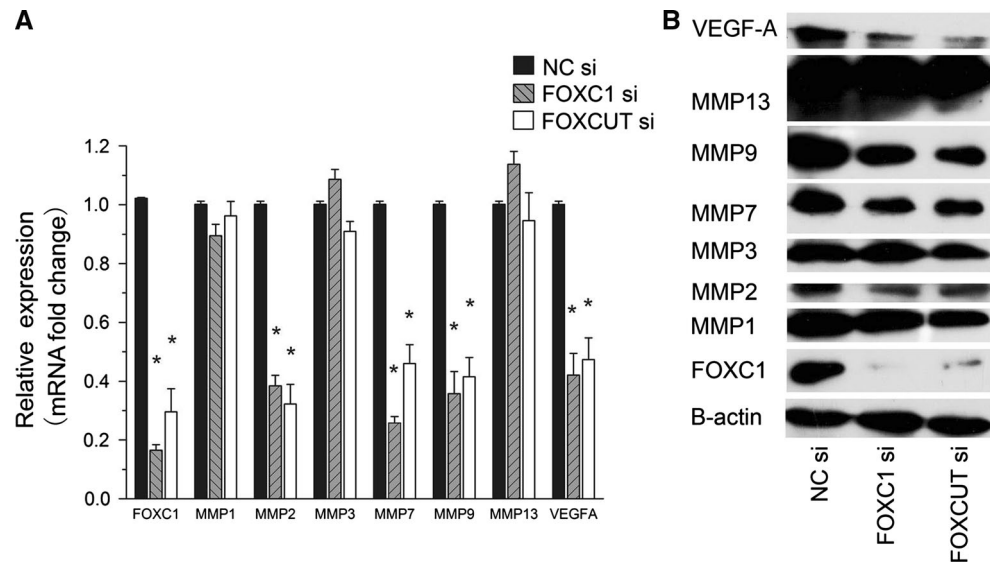 A
NC si
FOXC1 si
FOXCUT si
Relative expression
(mRNA fold change)
1.2
1.0
0.8
0.6
0.4
0.2
0.0
* * * * * * * * * *
FOXC1 MMP1 MMP2 MMP3 MMP7 MMP9 MMP13 VEGFA
B
VEGF-A
MMP13
MMP9
MMP7
MMP3
MMP2
MMP1
FOXC1
B-actin
NC si
FOXC1 si
FOXCUT si